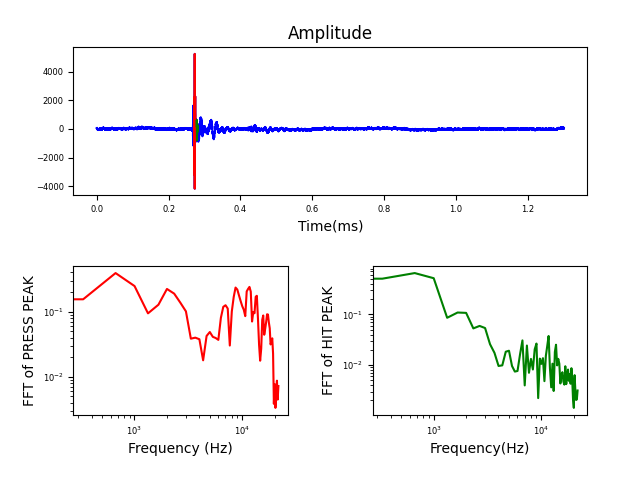 Amplitude
4000
2000
0
−2000
−4000
0.0 0.2 0.4 0.6 0.8 1.0 1.2
Time(ms)
FFT of PRESS PEAK
10⁻¹
10⁻²
10³ 10⁴
Frequency (Hz)
FFT of HIT PEAK
10⁻¹
10⁻²
10³ 10⁴
Frequency(Hz)